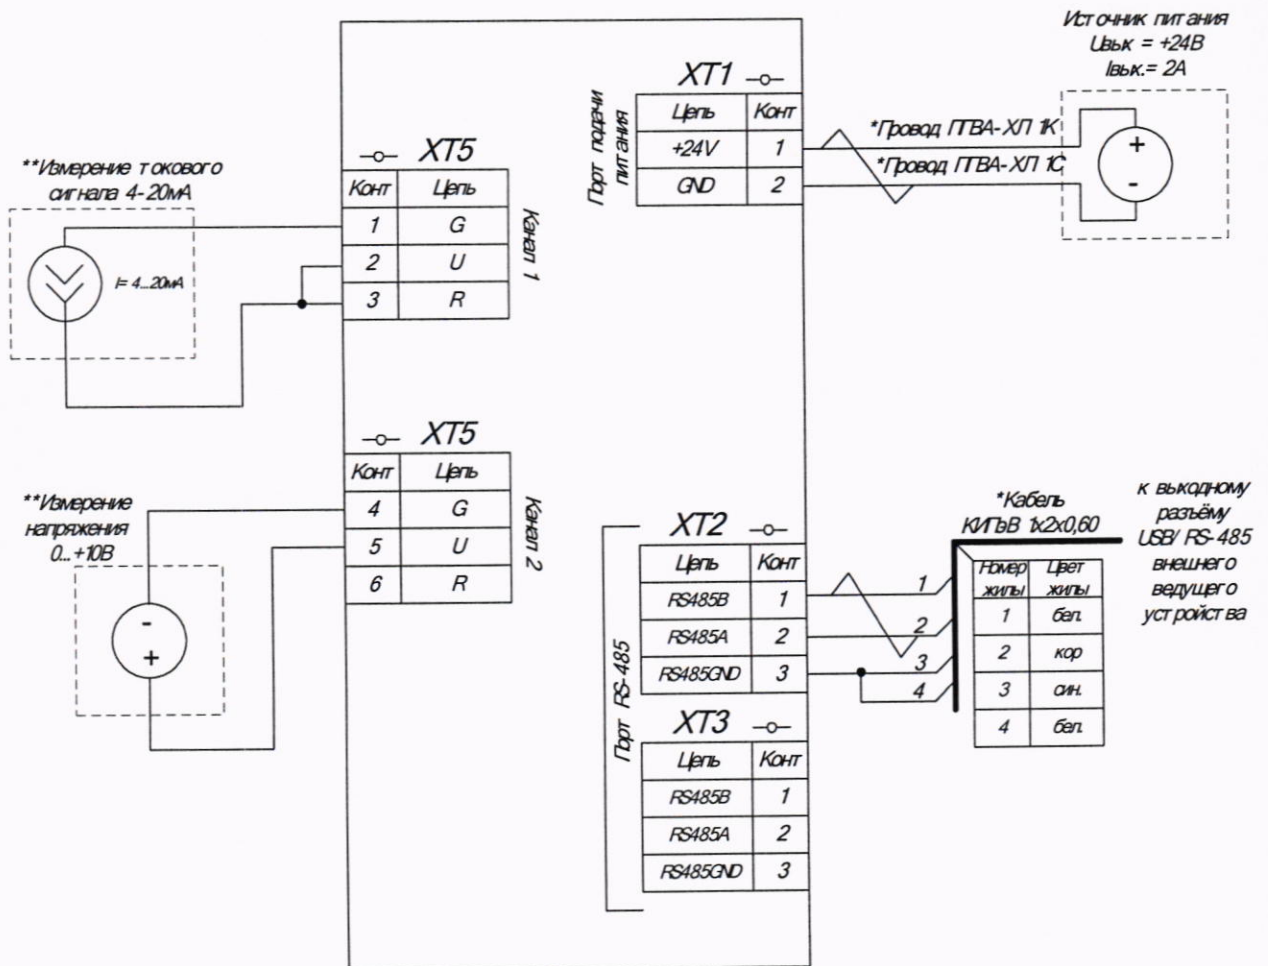 Источник питания
Uвых = +24В
Iвых.= 2А
XT1
Цепь Конт
+24V 1
GND 2
Порт подачи
питания
*Провод ПГВА-ХЛ 1К
*Провод ПГВА-ХЛ 1С
+
-
**Измерение токового
сигнала 4-20мА
I= 4...20мА
XT5
Конт Цепь
1 G
2 U
3 R
Канал 1
XT5
Конт Цепь
4 G
5 U
6 R
Канал 2
**Измерение
напряжения
0...+10В
-
+
Порт RS-485
XT2
Цепь Конт
RS485B 1
RS485A 2
RS485GND 3
XT3
Цепь Конт
RS485B 1
RS485A 2
RS485GND 3
1
2
3
4
*Кабель
КИПэВ 1х2х0,60
Номер жилы Цвет жилы
1 бел.
2 кор
3 син.
4 бел.
к выходному
разъёму
USB/RS-485
внешнего
ведущего
устройства